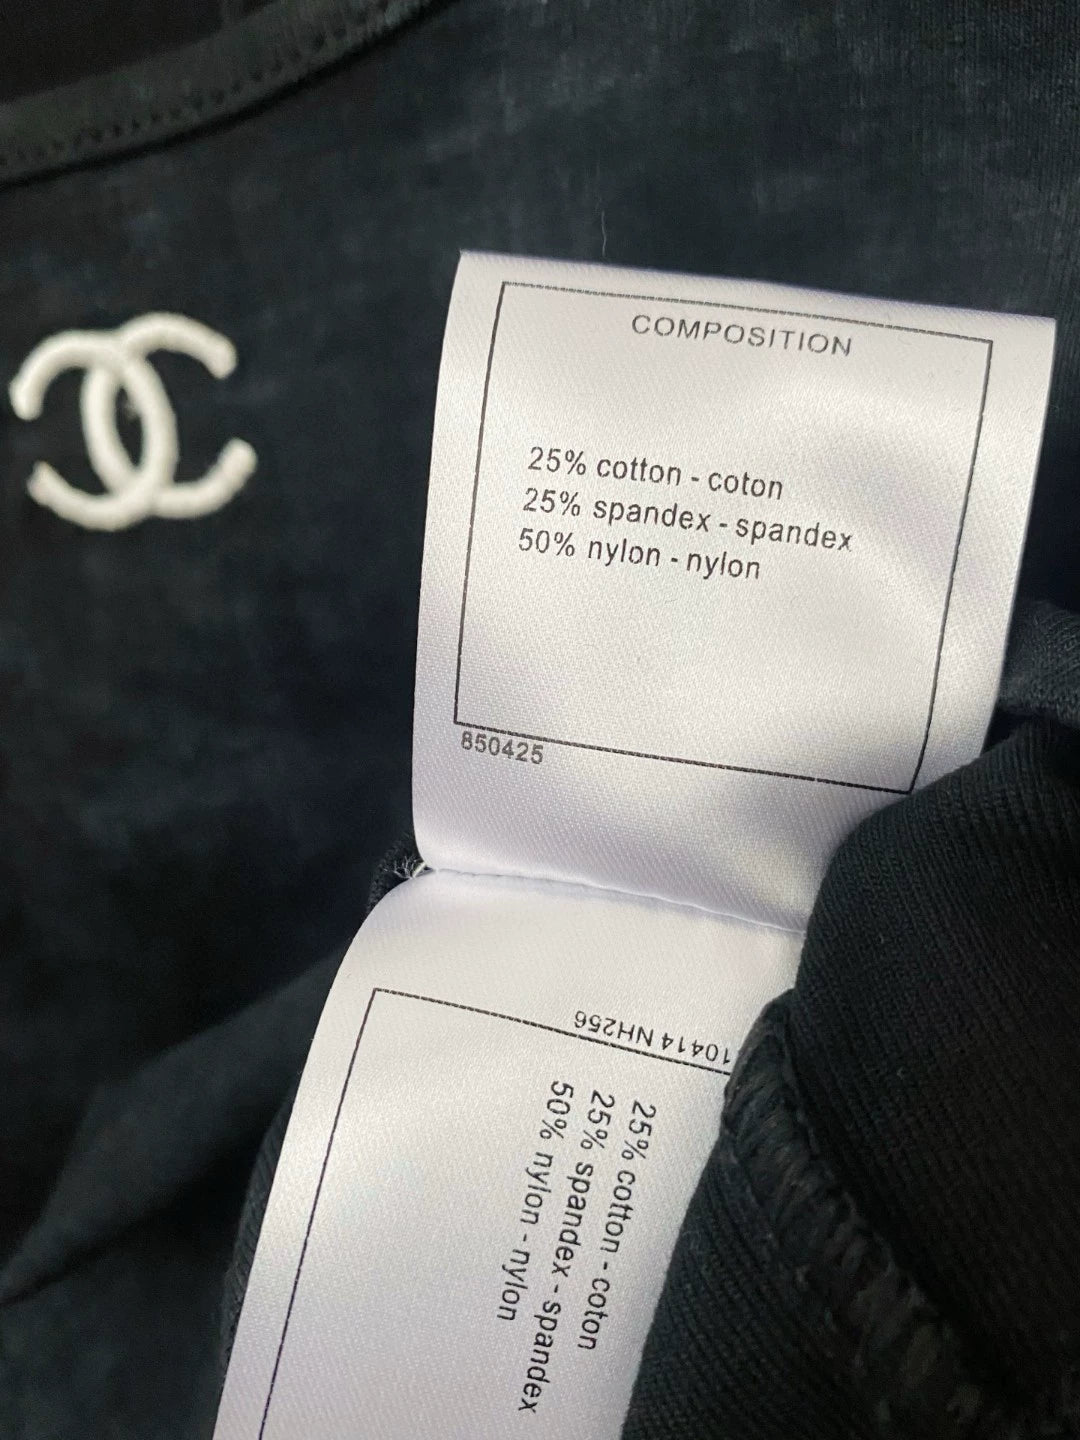 COMPOSITION
25% cotton - coton
25% spandex - spandex
50% nylon - nylon
850425
10414 NH256
25% cotton - coton
25% spandex - spandex
50% nylon - nylon